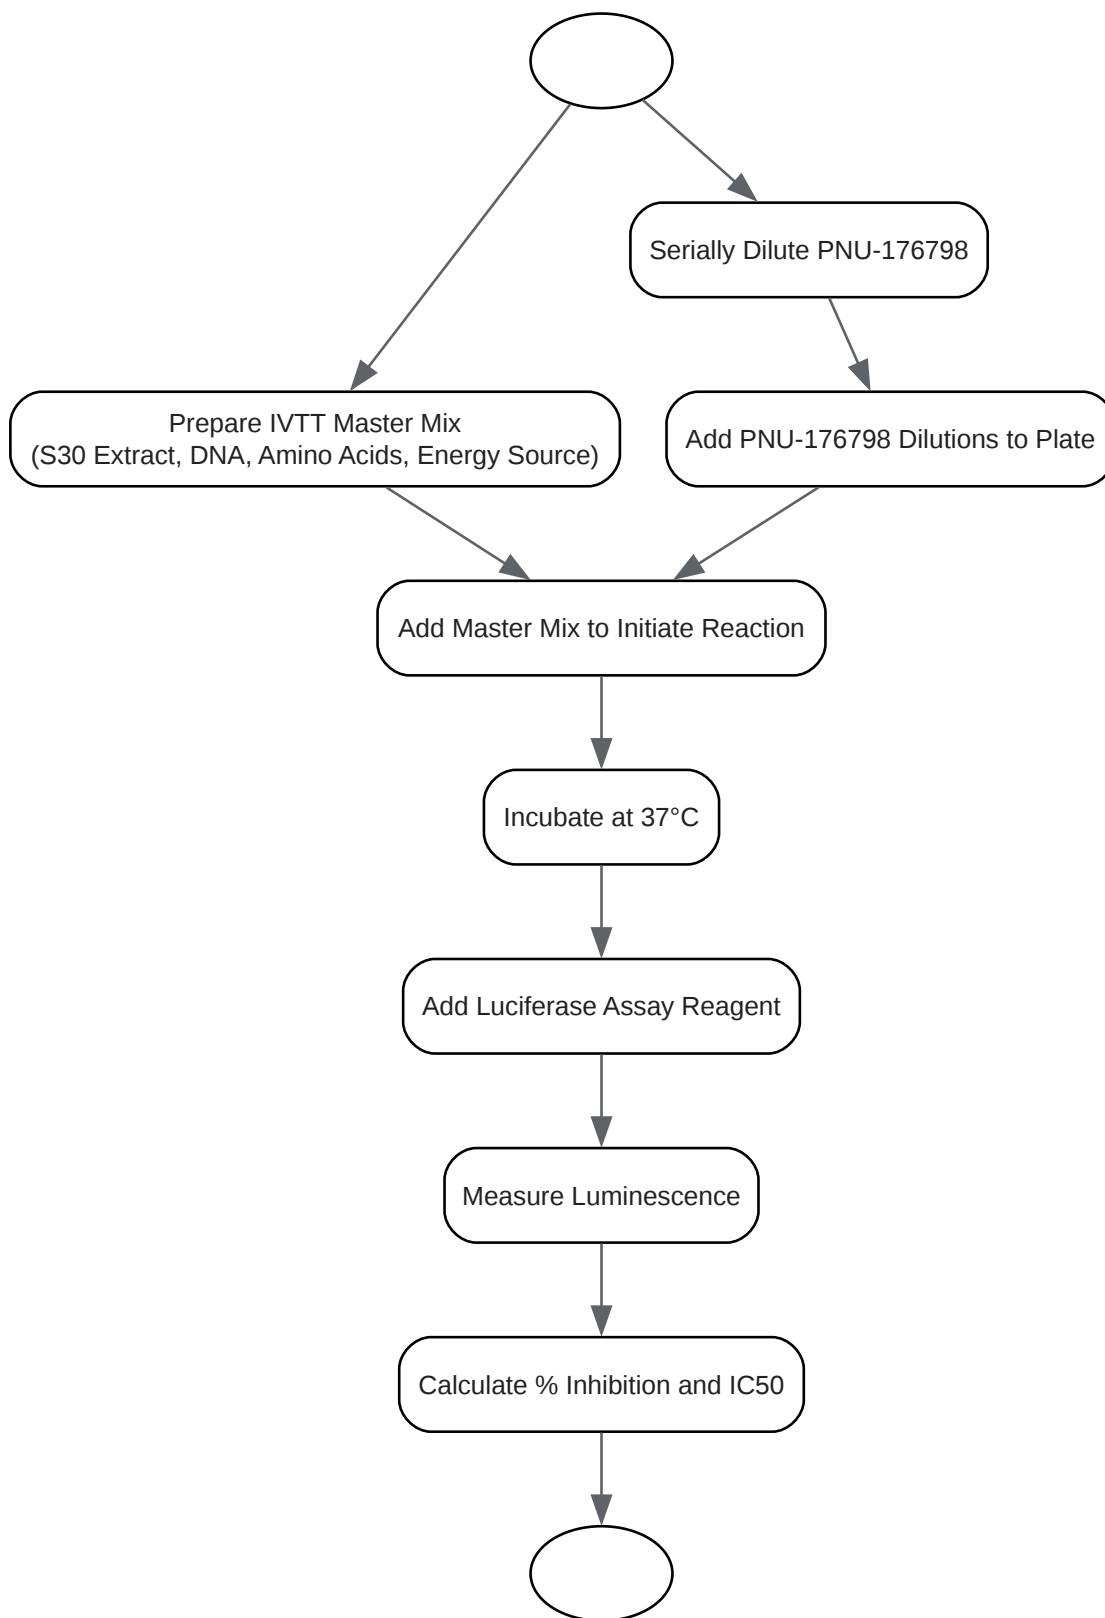 Serially Dilute PNU-176798
Prepare IVTT Master Mix
(S30 Extract, DNA, Amino Acids, Energy Source)
Add PNU-176798 Dilutions to Plate
Add Master Mix to Initiate Reaction
Incubate at 37°C
Add Luciferase Assay Reagent
Measure Luminescence
Calculate % Inhibition and IC50